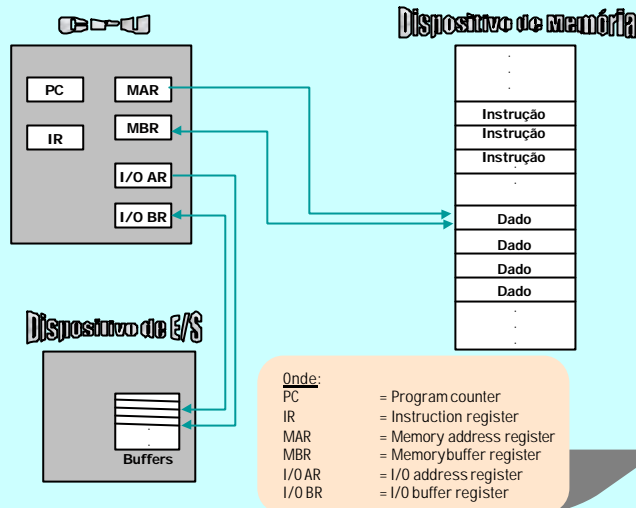 Dispositivo de Memória
PC
MAR
IR
MBR
I/O AR
I/O BR
Instrução
Instrução
Instrução
Dado
Dado
Dado
Dado
Dispositivo de E/S
Buffers
Onde:
PC = Program counter
IR = Instruction register
MAR = Memory address register
MBR = Memory buffer register
I/O AR = I/O address register
I/O BR = I/O buffer register